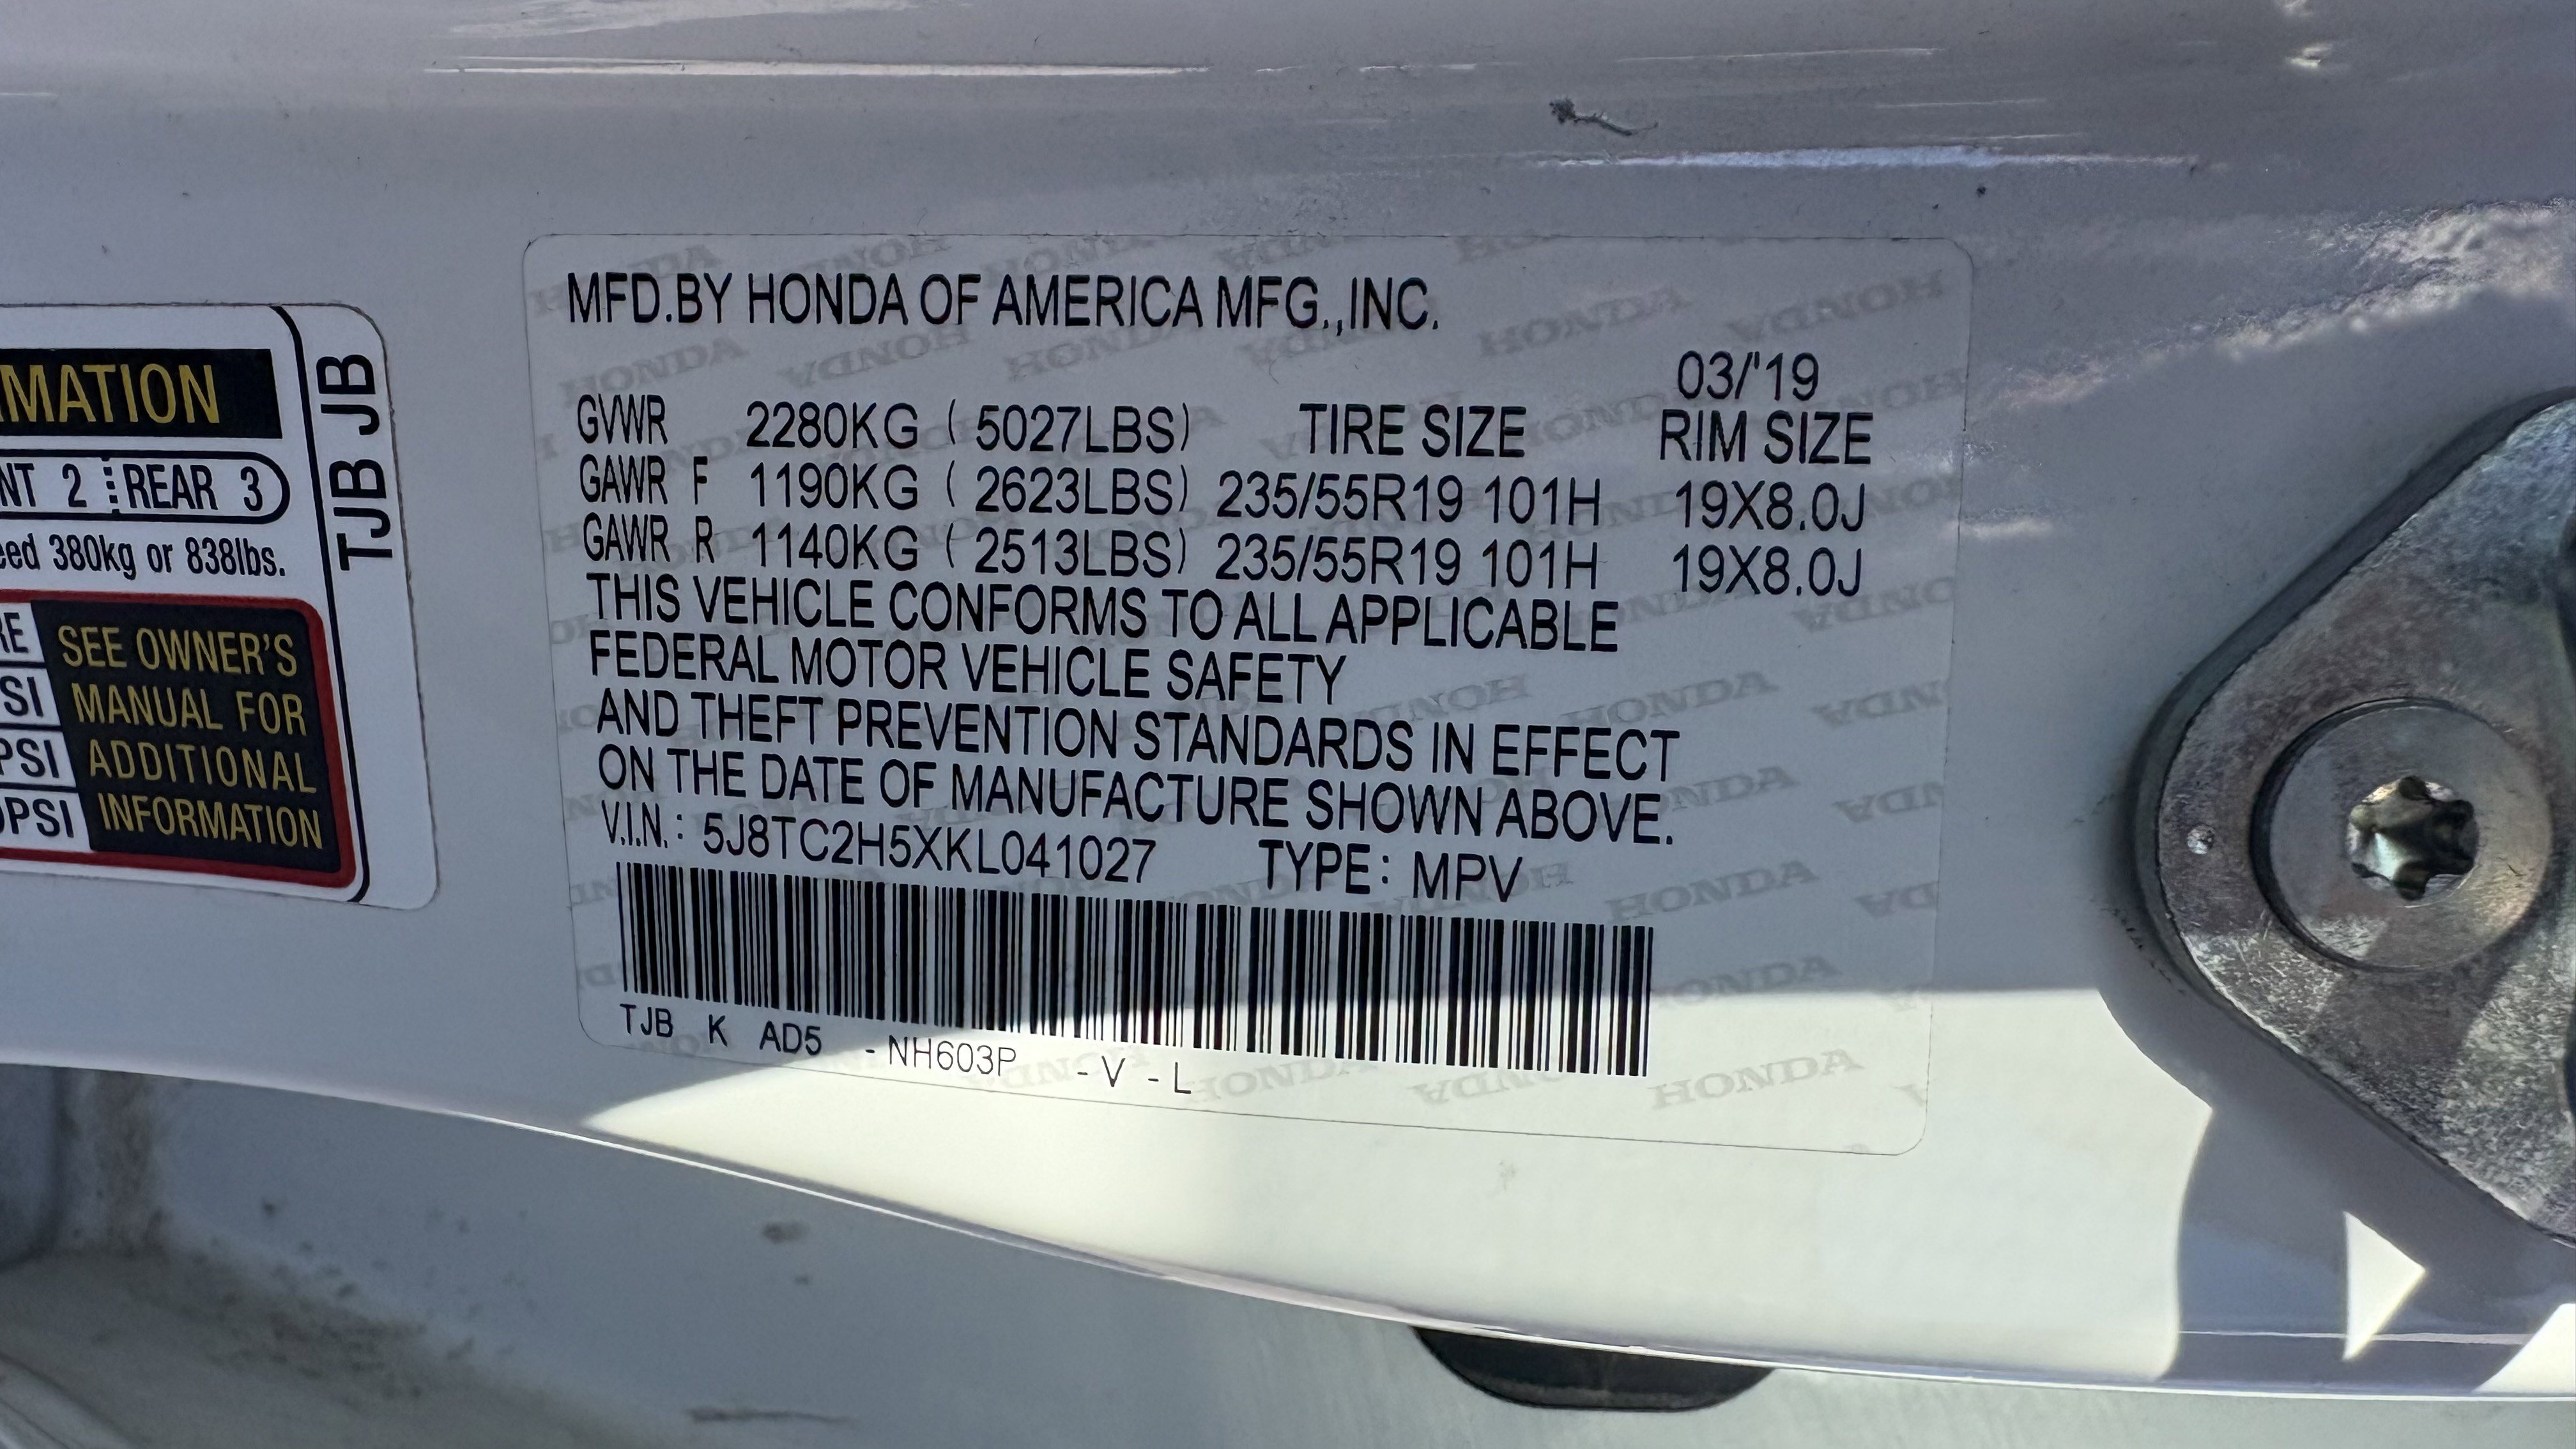 MATION
NT 2 REAR 3
eed 380kg or 838lbs.
RE
SI
PSI
0PSI
SEE OWNER'S
MANUAL FOR
ADDITIONAL
INFORMATION
TJB JB
MFD.BY HONDA OF AMERICA MFG.,INC.
03/'19
GVWR 2280KG ( 5027LBS) TIRE SIZE RIM SIZE
GAWR F 1190KG ( 2623LBS) 235/55R19 101H 19X8.0J
GAWR R 1140KG ( 2513LBS) 235/55R19 101H 19X8.0J
THIS VEHICLE CONFORMS TO ALL APPLICABLE
FEDERAL MOTOR VEHICLE SAFETY
AND THEFT PREVENTION STANDARDS IN EFFECT
ON THE DATE OF MANUFACTURE SHOWN ABOVE.
V.I.N.: 5J8TC2H5XKL041027 TYPE: MPV
TJB K AD5 - NH603P - V - L